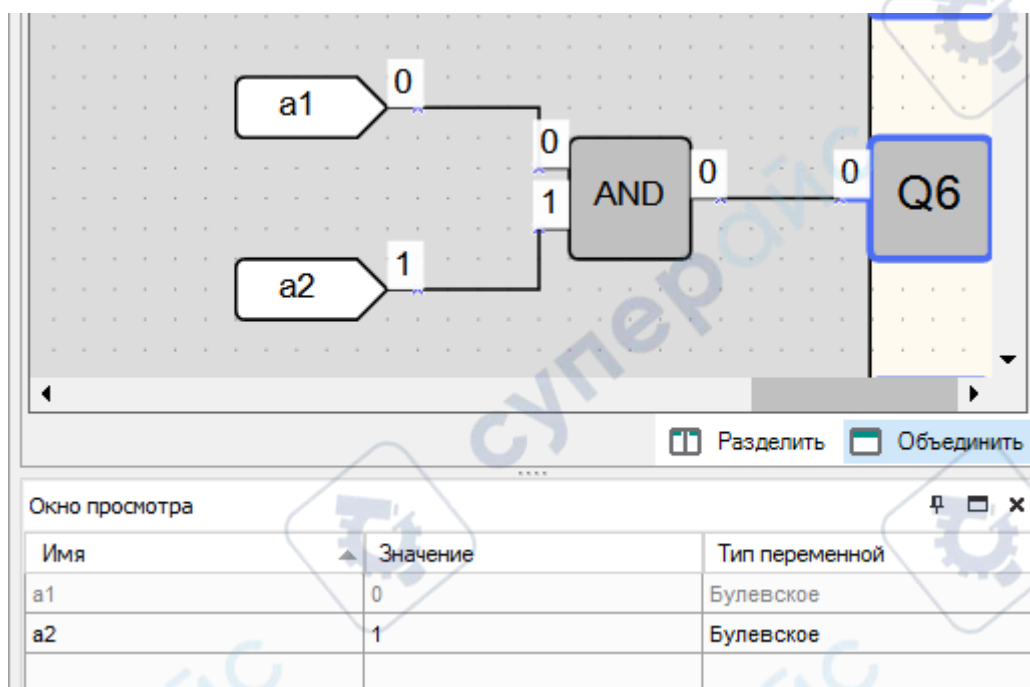 0
a1
0
0
0
AND
Q6
1
1
a2
Разделить Объединить
Окно просмотра
Имя Значение Тип переменной
a1 0 Булевское
a2 1 Булевское
суперайс